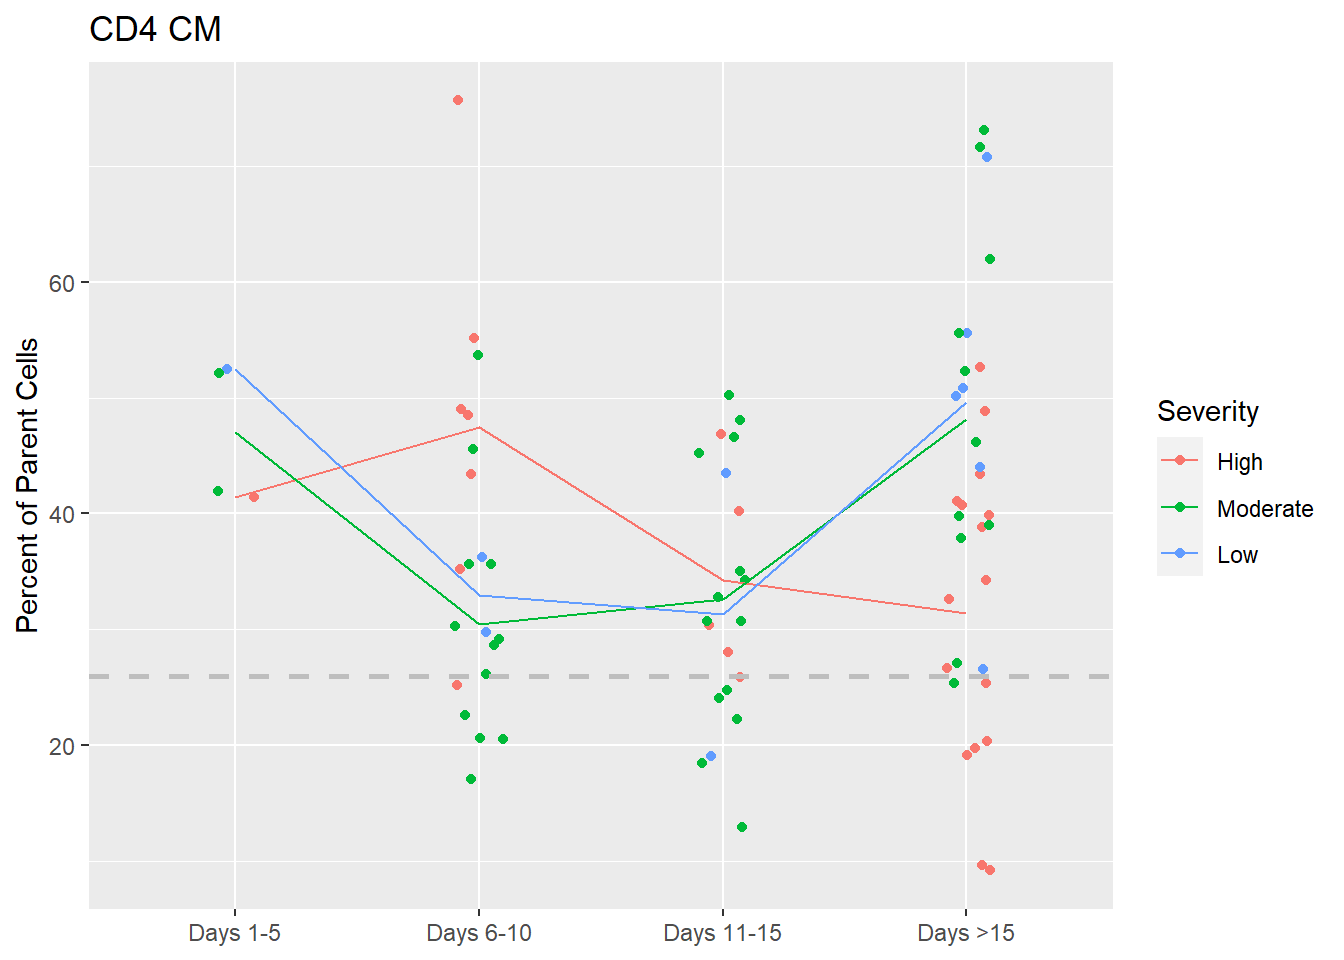 CD4 CM
Percent of Parent Cells
60
40
20
Days 1-5
Days 6-10
Days 11-15
Days >15
Severity
High
Moderate
Low